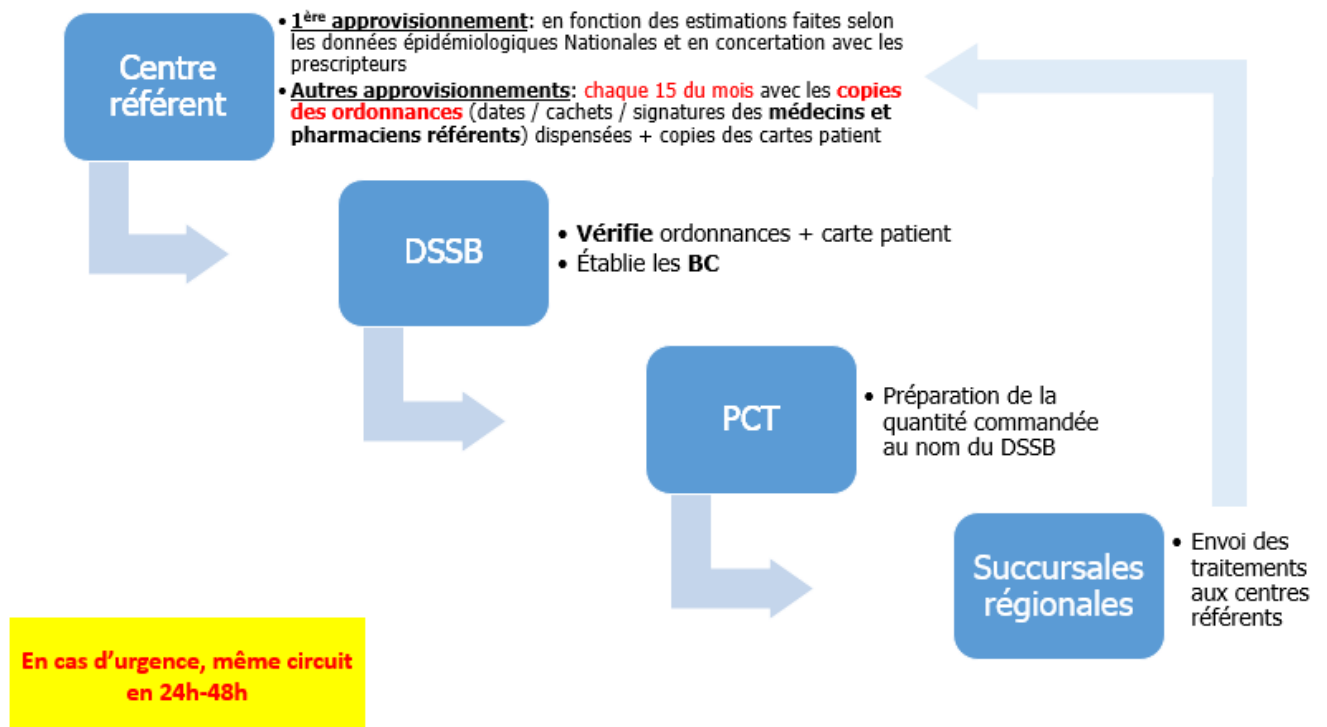 Centre
référent
• 1ère approvisionnement: en fonction des estimations faites selon
les données épidémiologiques Nationales et en concertation avec les
prescripteurs
• Autres approvisionnements: chaque 15 du mois avec les copies
des ordonnances (dates / cachets / signatures des médecins et
pharmaciens référents) dispensées + copies des cartes patient
DSSB
• Vérifie ordonnances + carte patient
• Établie les BC
PCT
• Préparation de la
quantité commandée
au nom du DSSB
Succursales
régionales
• Envoi des
traitements
aux centres
référents
En cas d’urgence, même circuit
en 24h-48h